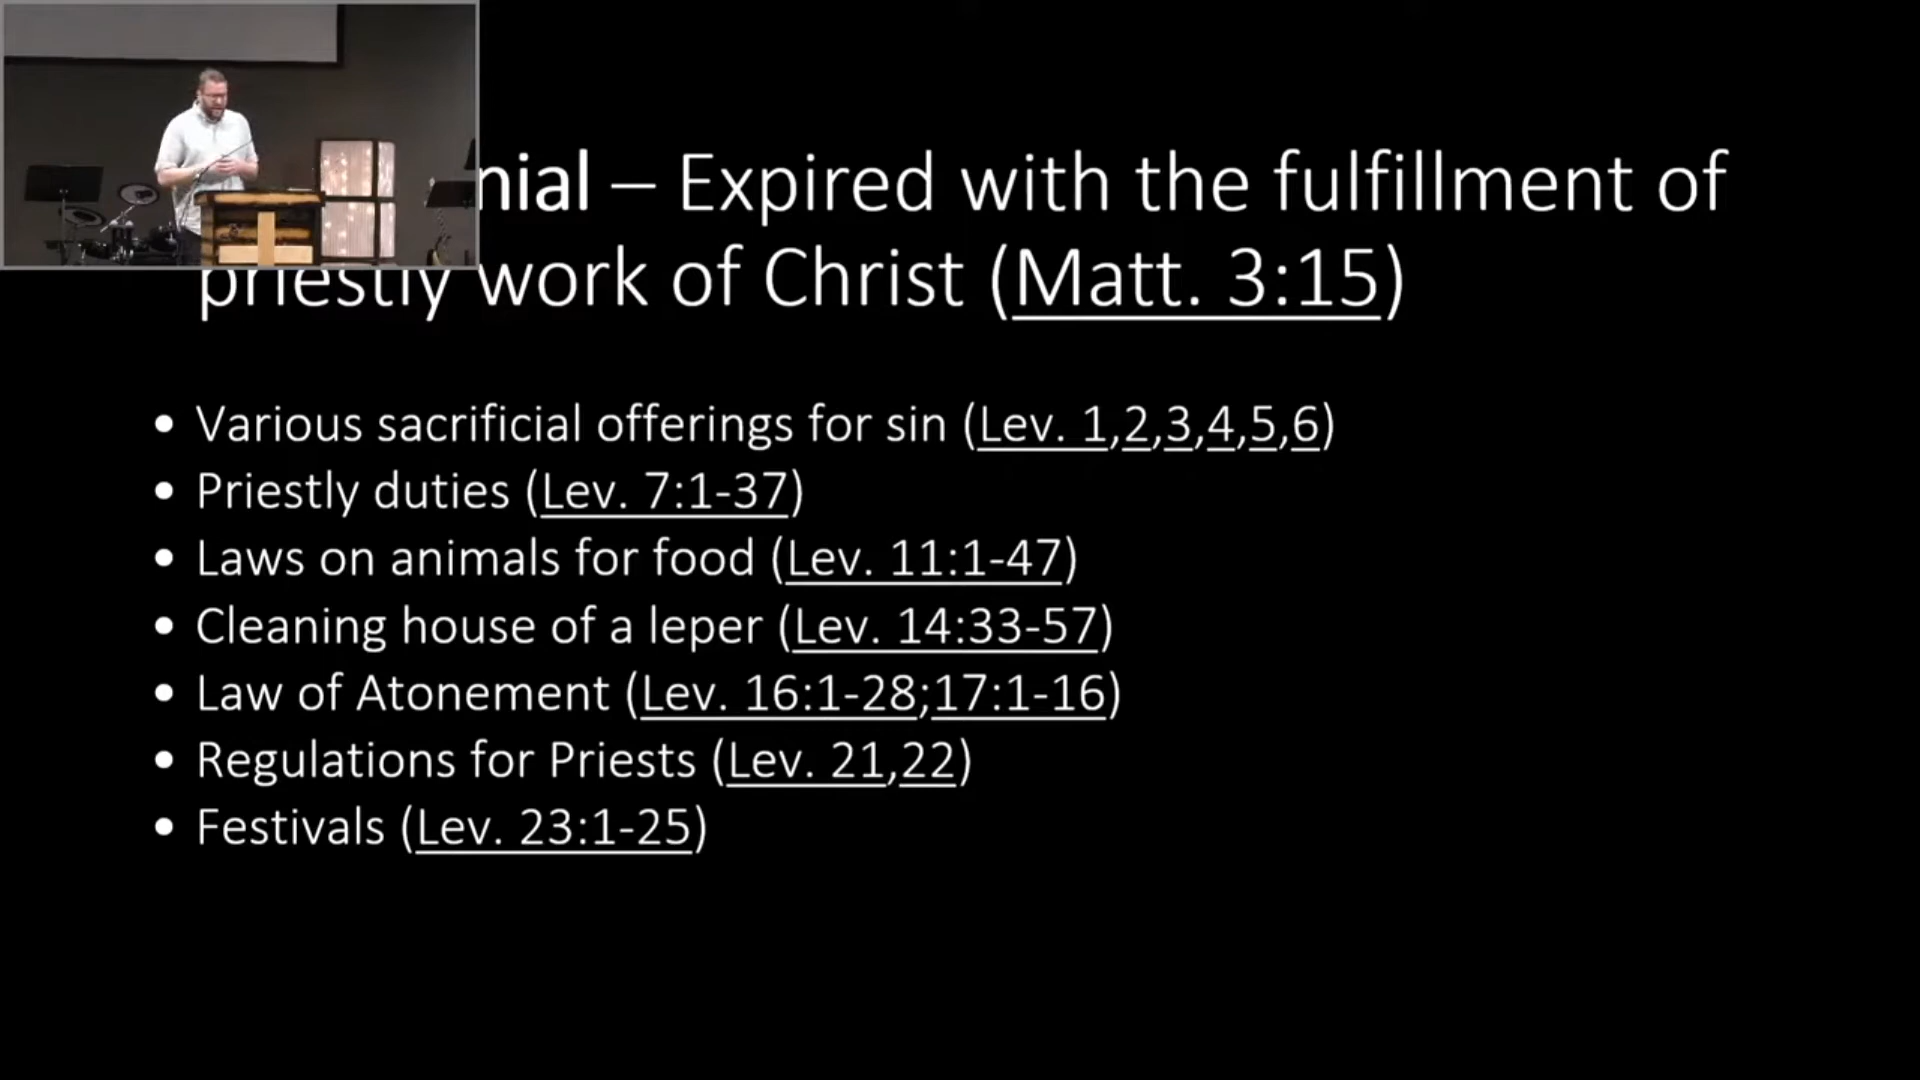 nial – Expired with the fulfillment of
priestly work of Christ (Matt. 3:15)
• Various sacrificial offerings for sin (Lev. 1,2,3,4,5,6)
• Priestly duties (Lev. 7:1-37)
• Laws on animals for food (Lev. 11:1-47)
• Cleaning house of a leper (Lev. 14:33-57)
• Law of Atonement (Lev. 16:1-28;17:1-16)
• Regulations for Priests (Lev. 21,22)
• Festivals (Lev. 23:1-25)